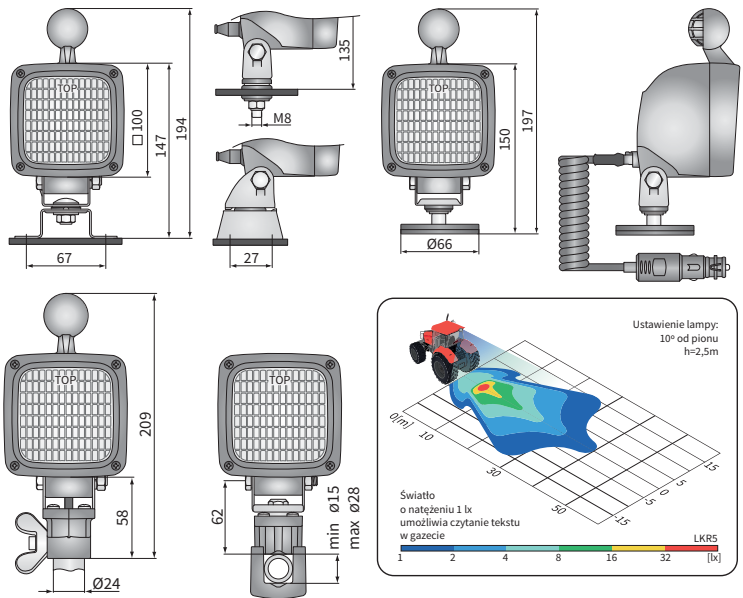 TOP
□ 100
147
194
67
135
M8
27
TOP
150
197
Ø66
TOP
209
58
Ø24
TOP
62
min ø15
max ø28
Ustawienie lampy:
10º od pionu
h=2,5m
0[m]
10
30
50
-15
-5
0
5
15
Światło
o natężeniu 1 lx
umożliwia czytanie tekstu
w gazecie
LKR5
1 2 4 8 16 32 [lx]